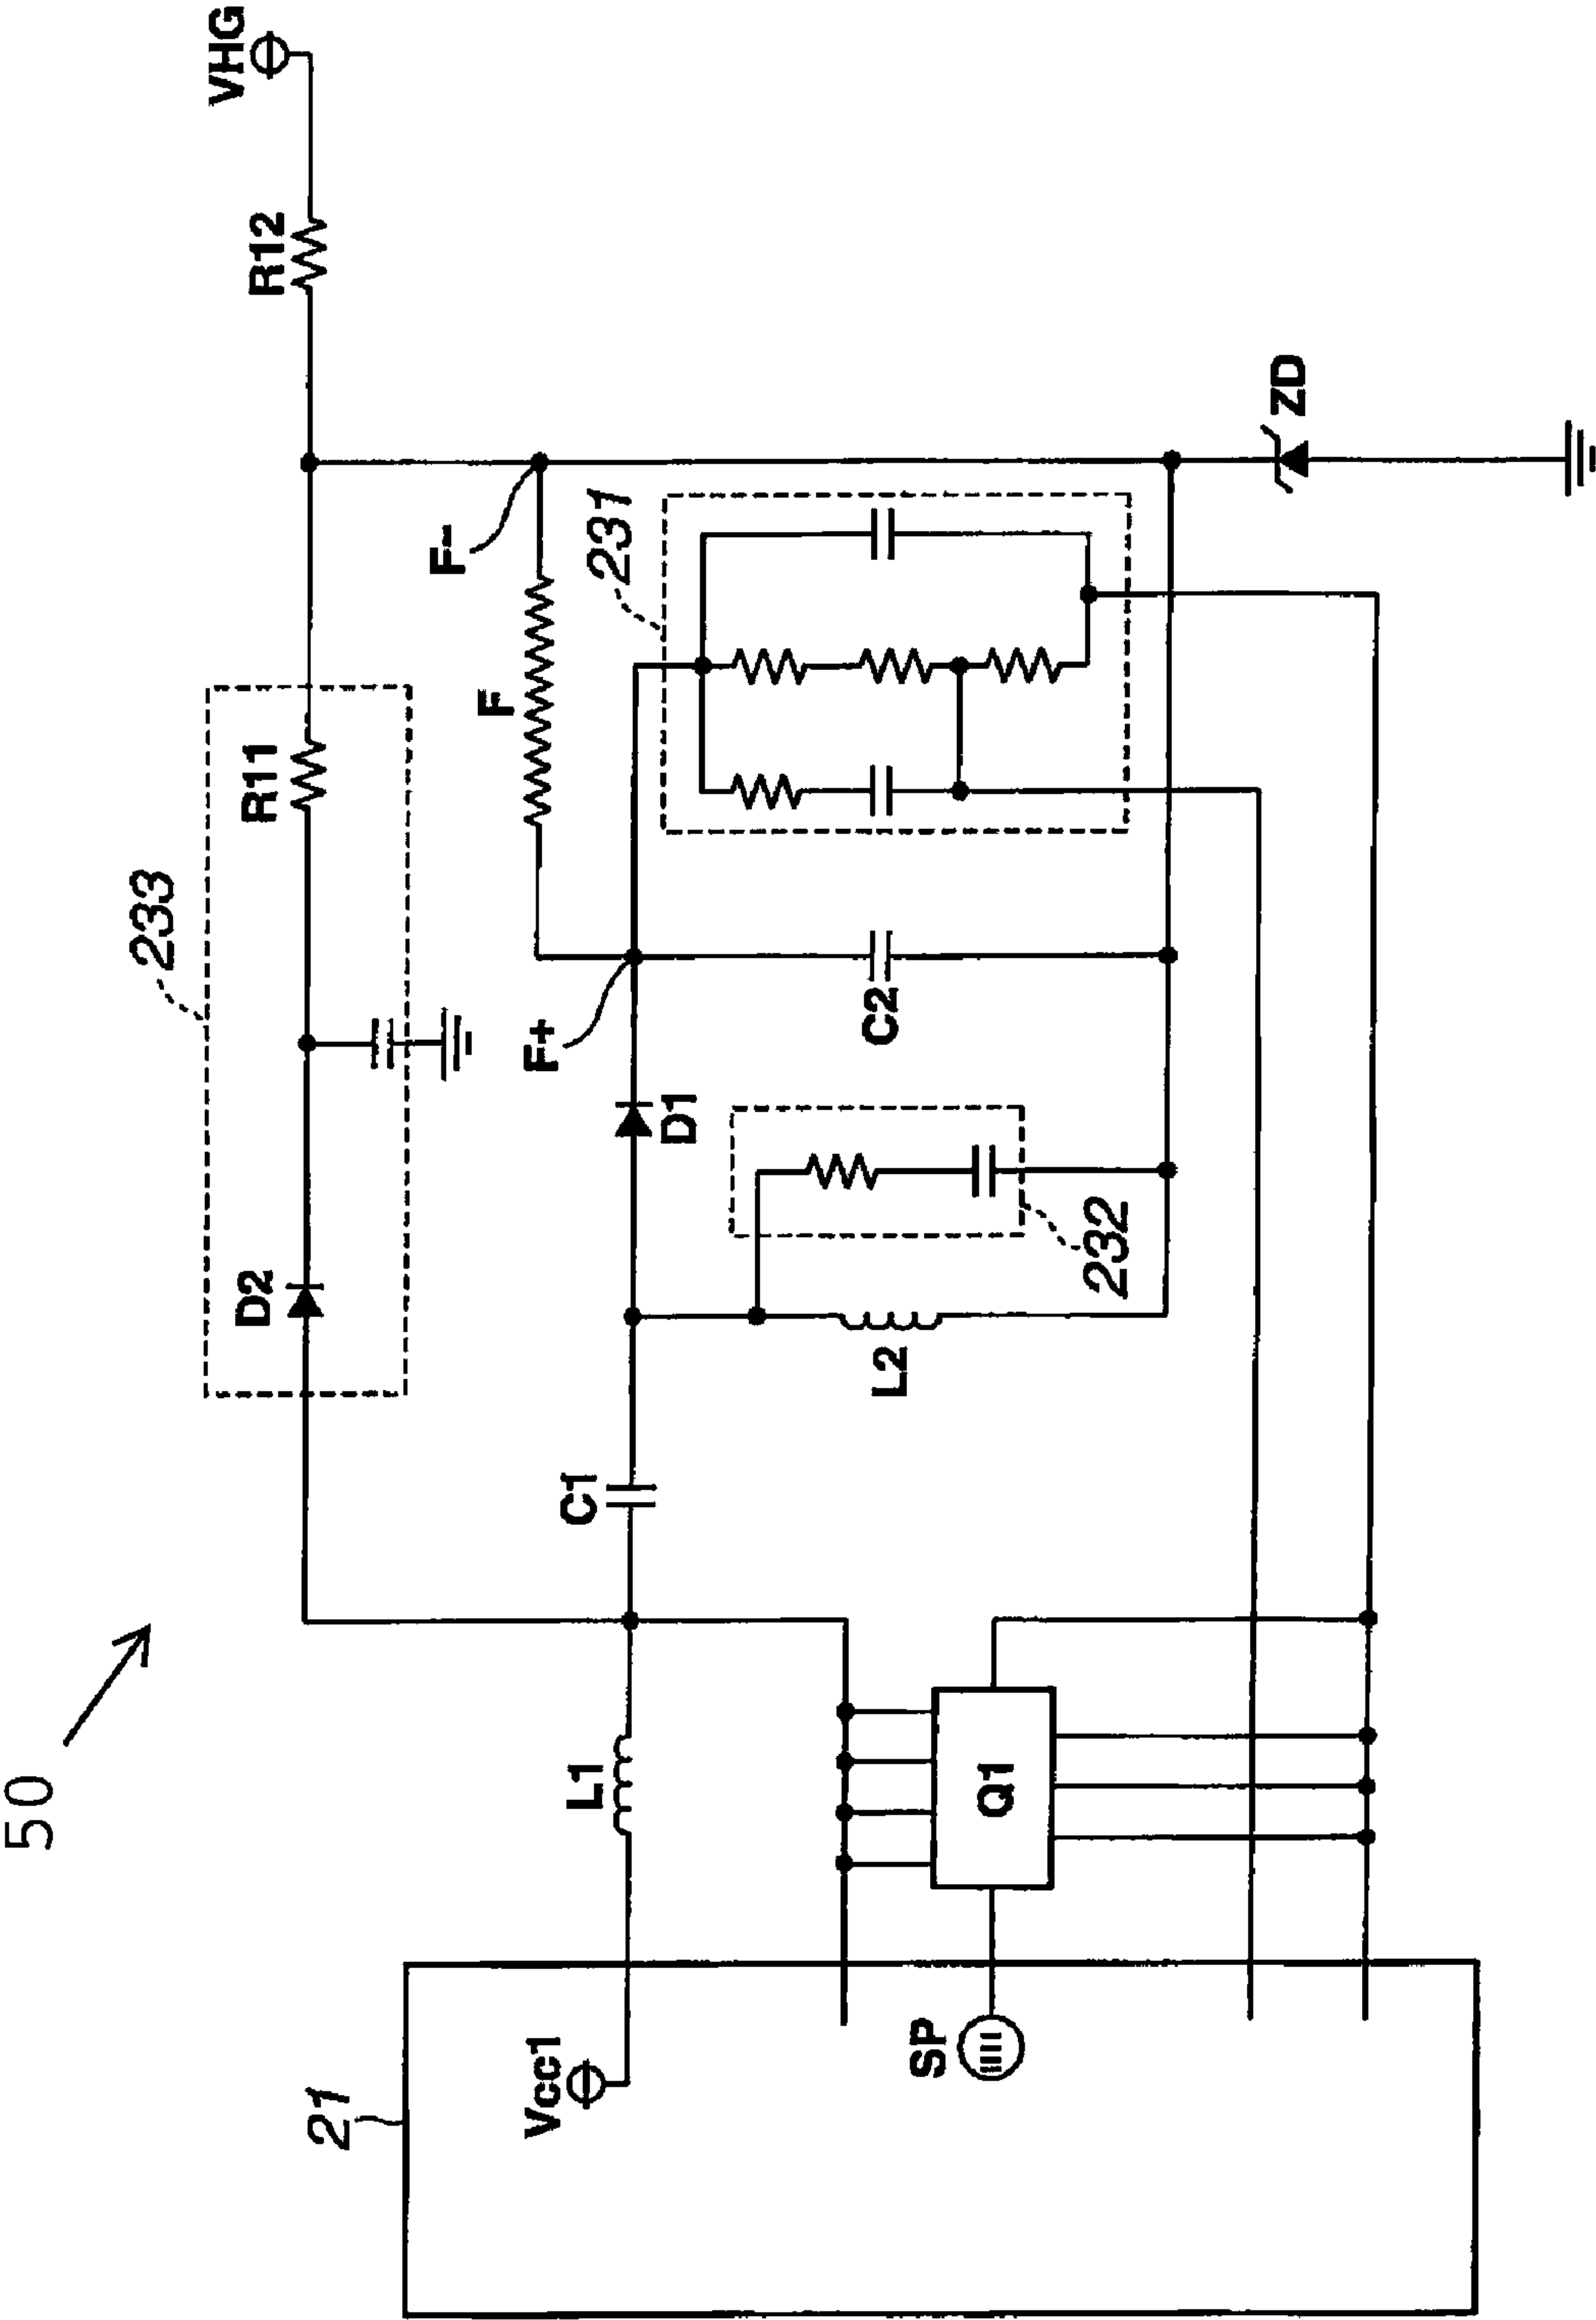 50
VHG
R12
233
R11
D2
F-
F
231
F+
D1
C2
232
L2
C1
ZD
L1
Q1
SP
Vcc1
21